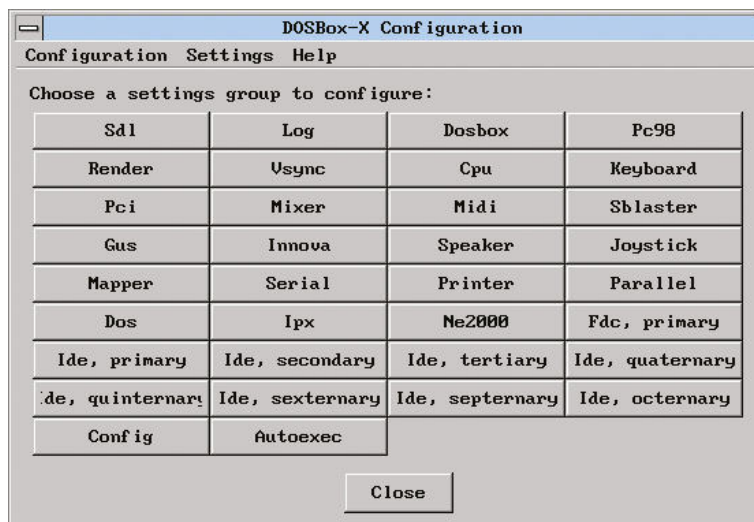 DOSBox-X Configuration
Configuration Settings Help
Choose a settings group to configure:
Sdl Log Dosbox Pc98
Render Vsync Cpu Keyboard
Pci Mixer Midi Sblaster
Gus Innova Speaker Joystick
Mapper Serial Printer Parallel
Dos Ipx Ne2000 Fdc, primary
Ide, primary Ide, secondary Ide, tertiary Ide, quaternary
de, quinternary Ide, sexternary Ide, septernary Ide, octernary
Config Autoexec
Close